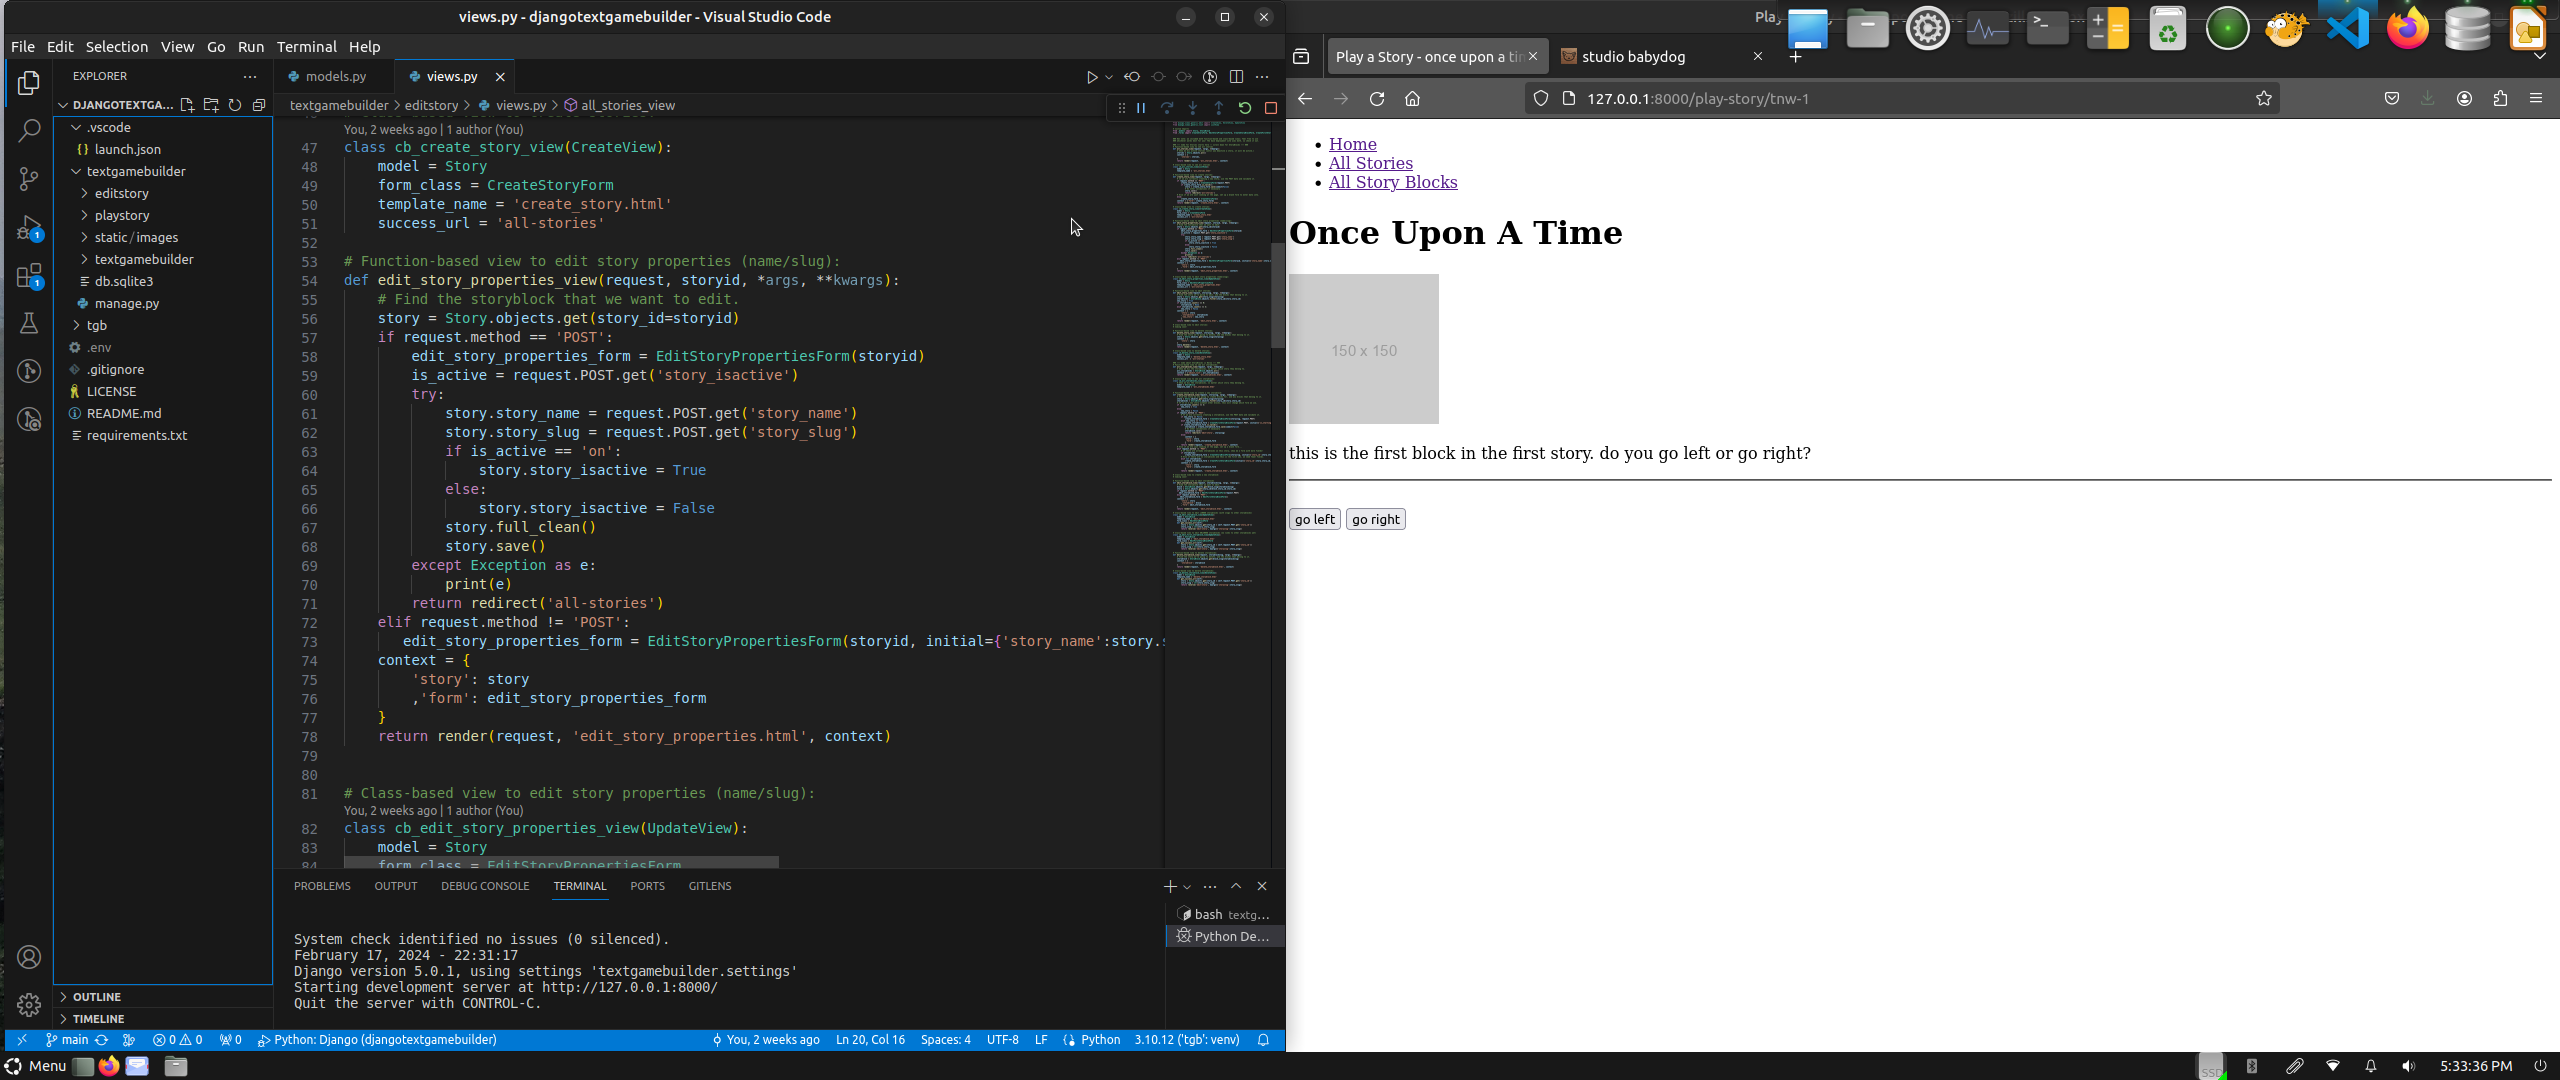 views.py - djangotextgamebuilder - Visual Studio Code
File Edit Selection View Go Run Terminal Help
EXPLORER
DJANGOTEXTGA...
.vscode
launch.json
textgamebuilder
editstory
playstory
static/images
textgamebuilder
db.sqlite3
manage.py
tgb
.env
.gitignore
LICENSE
README.md
requirements.txt
OUTLINE
TIMELINE
models.py views.py
textgamebuilder > editstory > views.py > all_stories_view
You, 2 weeks ago | 1 author (You)
47 class cb_create_story_view(CreateView):
48 model = Story
49 form_class = CreateStoryForm
50 template_name = 'create_story.html'
51 success_url = 'all-stories'
52
53 # Function-based view to edit story properties (name/slug):
54 def edit_story_properties_view(request, storyid, *args, **kwargs):
55 # Find the storyblock that we want to edit.
56 story = Story.objects.get(story_id=storyid)
57 if request.method == 'POST':
58 edit_story_properties_form = EditStoryPropertiesForm(storyid)
59 is_active = request.POST.get('story_isactive')
60 try:
61 story.story_name = request.POST.get('story_name')
62 story.story_slug = request.POST.get('story_slug')
63 if is_active == 'on':
64 story.story_isactive = True
65 else:
66 story.story_isactive = False
67 story.full_clean()
68 story.save()
69 except Exception as e:
70 print(e)
71 return redirect('all-stories')
72 elif request.method != 'POST':
73 edit_story_properties_form = EditStoryPropertiesForm(storyid, initial={'story_name':story.
74 context = {
75 'story': story
76 ,'form': edit_story_properties_form
77 }
78 return render(request, 'edit_story_properties.html', context)
79
80
81 # Class-based view to edit story properties (name/slug):
You, 2 weeks ago | 1 author (You)
82 class cb_edit_story_properties_view(UpdateView):
83 model = Story
84 form_class = EditStoryPropertiesForm
PROBLEMS OUTPUT DEBUG CONSOLE TERMINAL PORTS GITLENS
System check identified no issues (0 silenced).
February 17, 2024 - 22:31:17
Django version 5.0.1, using settings 'textgamebuilder.settings'
Starting development server at http://127.0.0.1:8000/
Quit the server with CONTROL-C.
bash textg...
Python De...
main 0 0 0 Python: Django (djangotextgamebuilder) You, 2 weeks ago Ln 20, Col 16 Spaces: 4 UTF-8 LF Python 3.10.12 ('tgb': venv)
Play a Story - once upon a tim studio babydog
127.0.0.1:8000/play-story/tnw-1
Home
All Stories
All Story Blocks
Once Upon A Time
150 x 150
this is the first block in the first story. do you go left or go right?
go left go right
Menu
SSD
5:33:36 PM